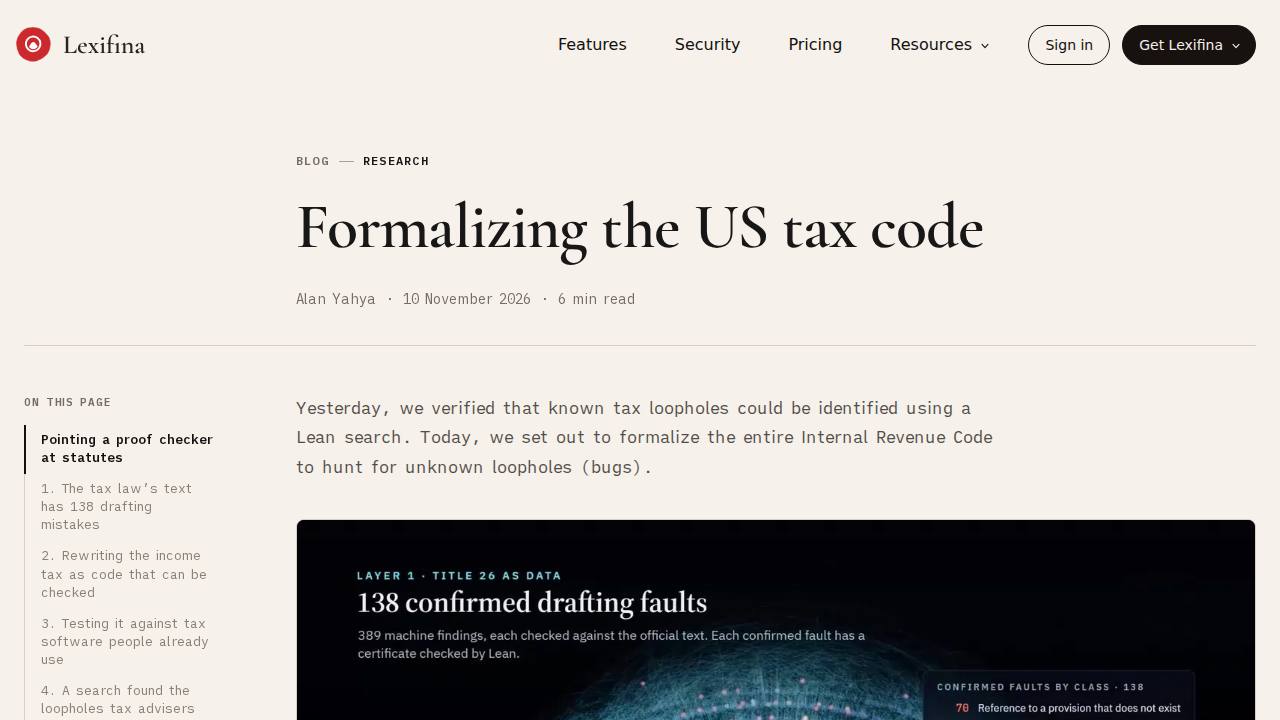 Lexifina
Features
Security
Pricing
Resources
Sign in
Get Lexifina
BLOG — RESEARCH
Formalizing the US tax code
Alan Yahya · 10 November 2026 · 6 min read
ON THIS PAGE
Pointing a proof checker
at statutes
1. The tax law’s text
has 138 drafting
mistakes
2. Rewriting the income
tax as code that can be
checked
3. Testing it against tax
software people already
use
4. A search found the
loopholes tax advisers
Yesterday, we verified that known tax loopholes could be identified using a
Lean search. Today, we set out to formalize the entire Internal Revenue Code
to hunt for unknown loopholes (bugs).
LAYER 1 · TITLE 26 AS DATA
138 confirmed drafting faults
389 machine findings, each checked against the official text. Each confirmed fault has a
certificate checked by Lean.
CONFIRMED FAULTS BY CLASS · 138
70 Reference to a provision that does not exist